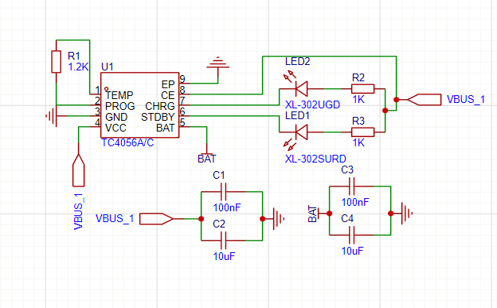 R1
1.2K
U1
1
2
3
4
TEMP
PROG
GND
VCC
EP
CE
CHRG
STDBY
BAT
9
8
7
6
5
TC4056A/C
BAT
VBUS_1
LED2
XL-302UGD
LED1
XL-302SURD
R2
1K
R3
1K
VBUS_1
VBUS_1
C1
100nF
C2
10uF
BAT
C3
100nF
C4
10uF